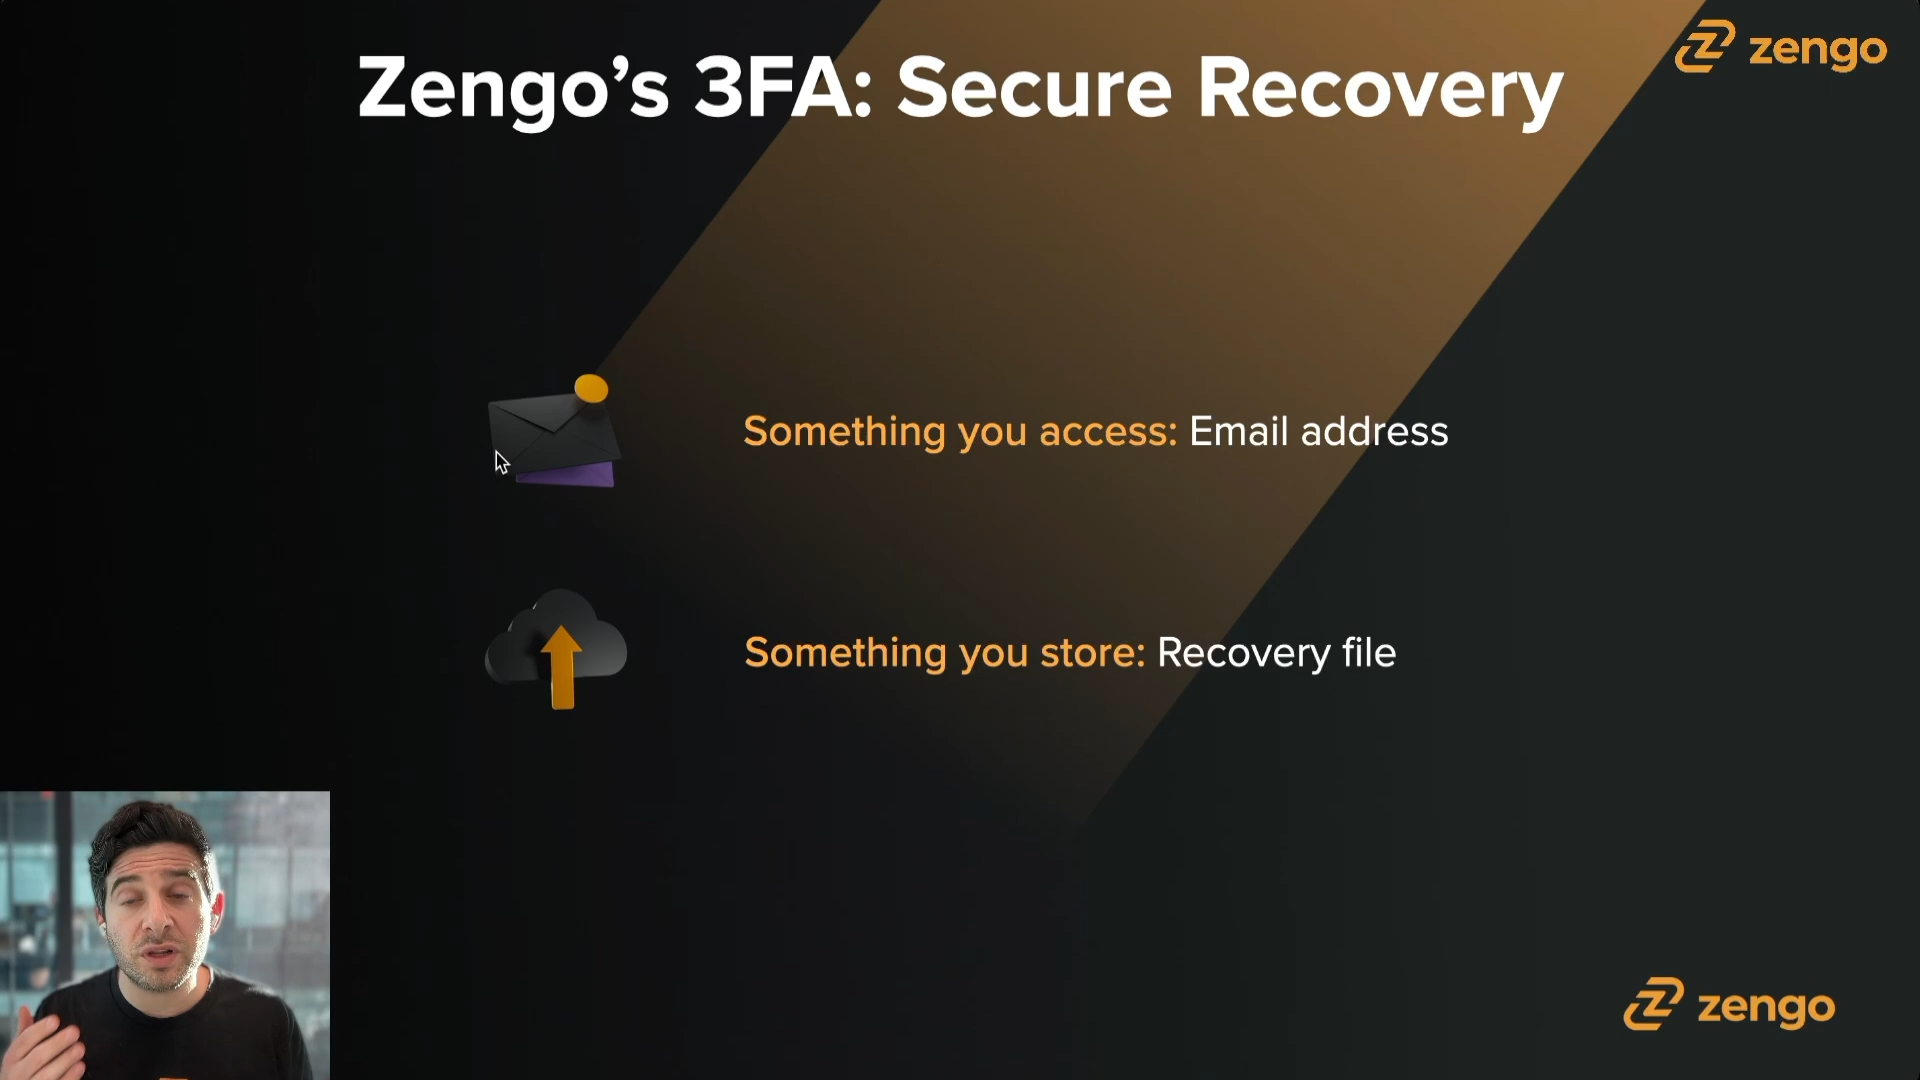 Zengo’s 3FA: Secure Recovery
zengo
Something you access: Email address
Something you store: Recovery file
zengo